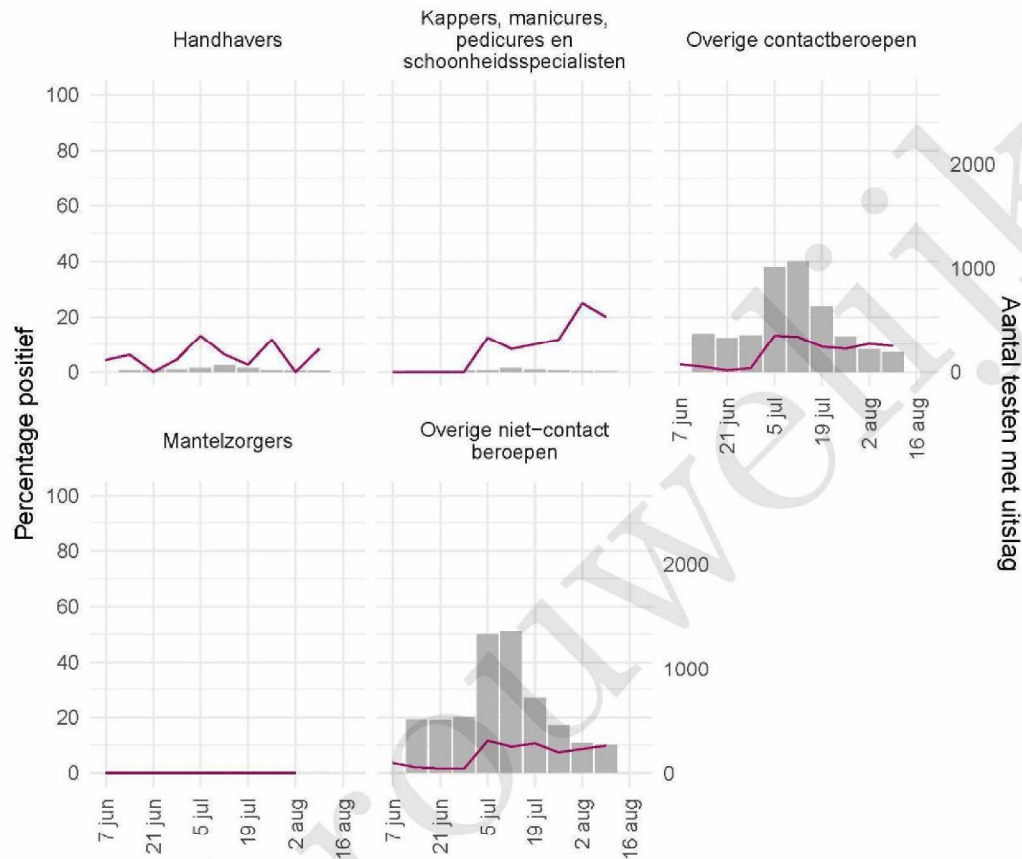 Handhavers
Kappers, manicures,
pedicures en
schoonheidsspecialisten
Overige contactberoepen
100
80
60
40
20
0
2000
1000
0
7 jun
21 jun
5 jul
19 jul
2 aug
16 aug
Percentage positief
Aantal testen met uitslag
Mantelzorgers
Overige niet-contact
beroepen
100
80
60
40
20
0
2000
1000
0
7 jun
21 jun
5 jul
19 jul
2 aug
16 aug
7 jun
21 jun
5 jul
19 jul
2 aug
16 aug